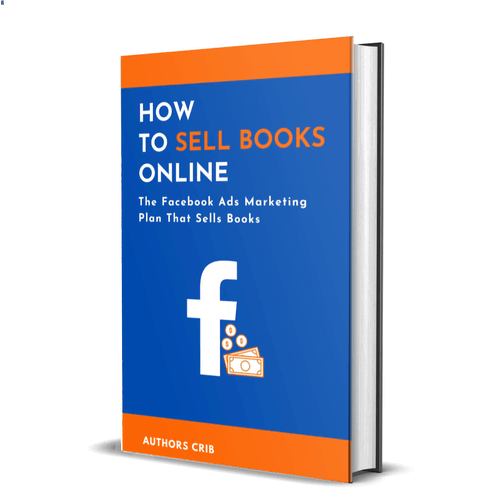 HOW
TO SELL BOOKS
ONLINE
The Facebook Ads Marketing
Plan That Sells Books
f
AUTHORS CRIB